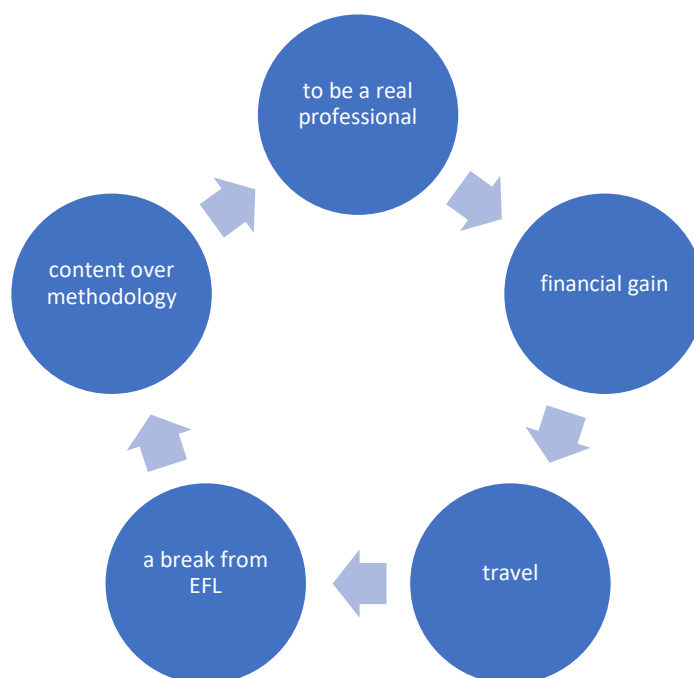 to be a real
professional
financial gain
travel
a break from
EFL
content over
methodology